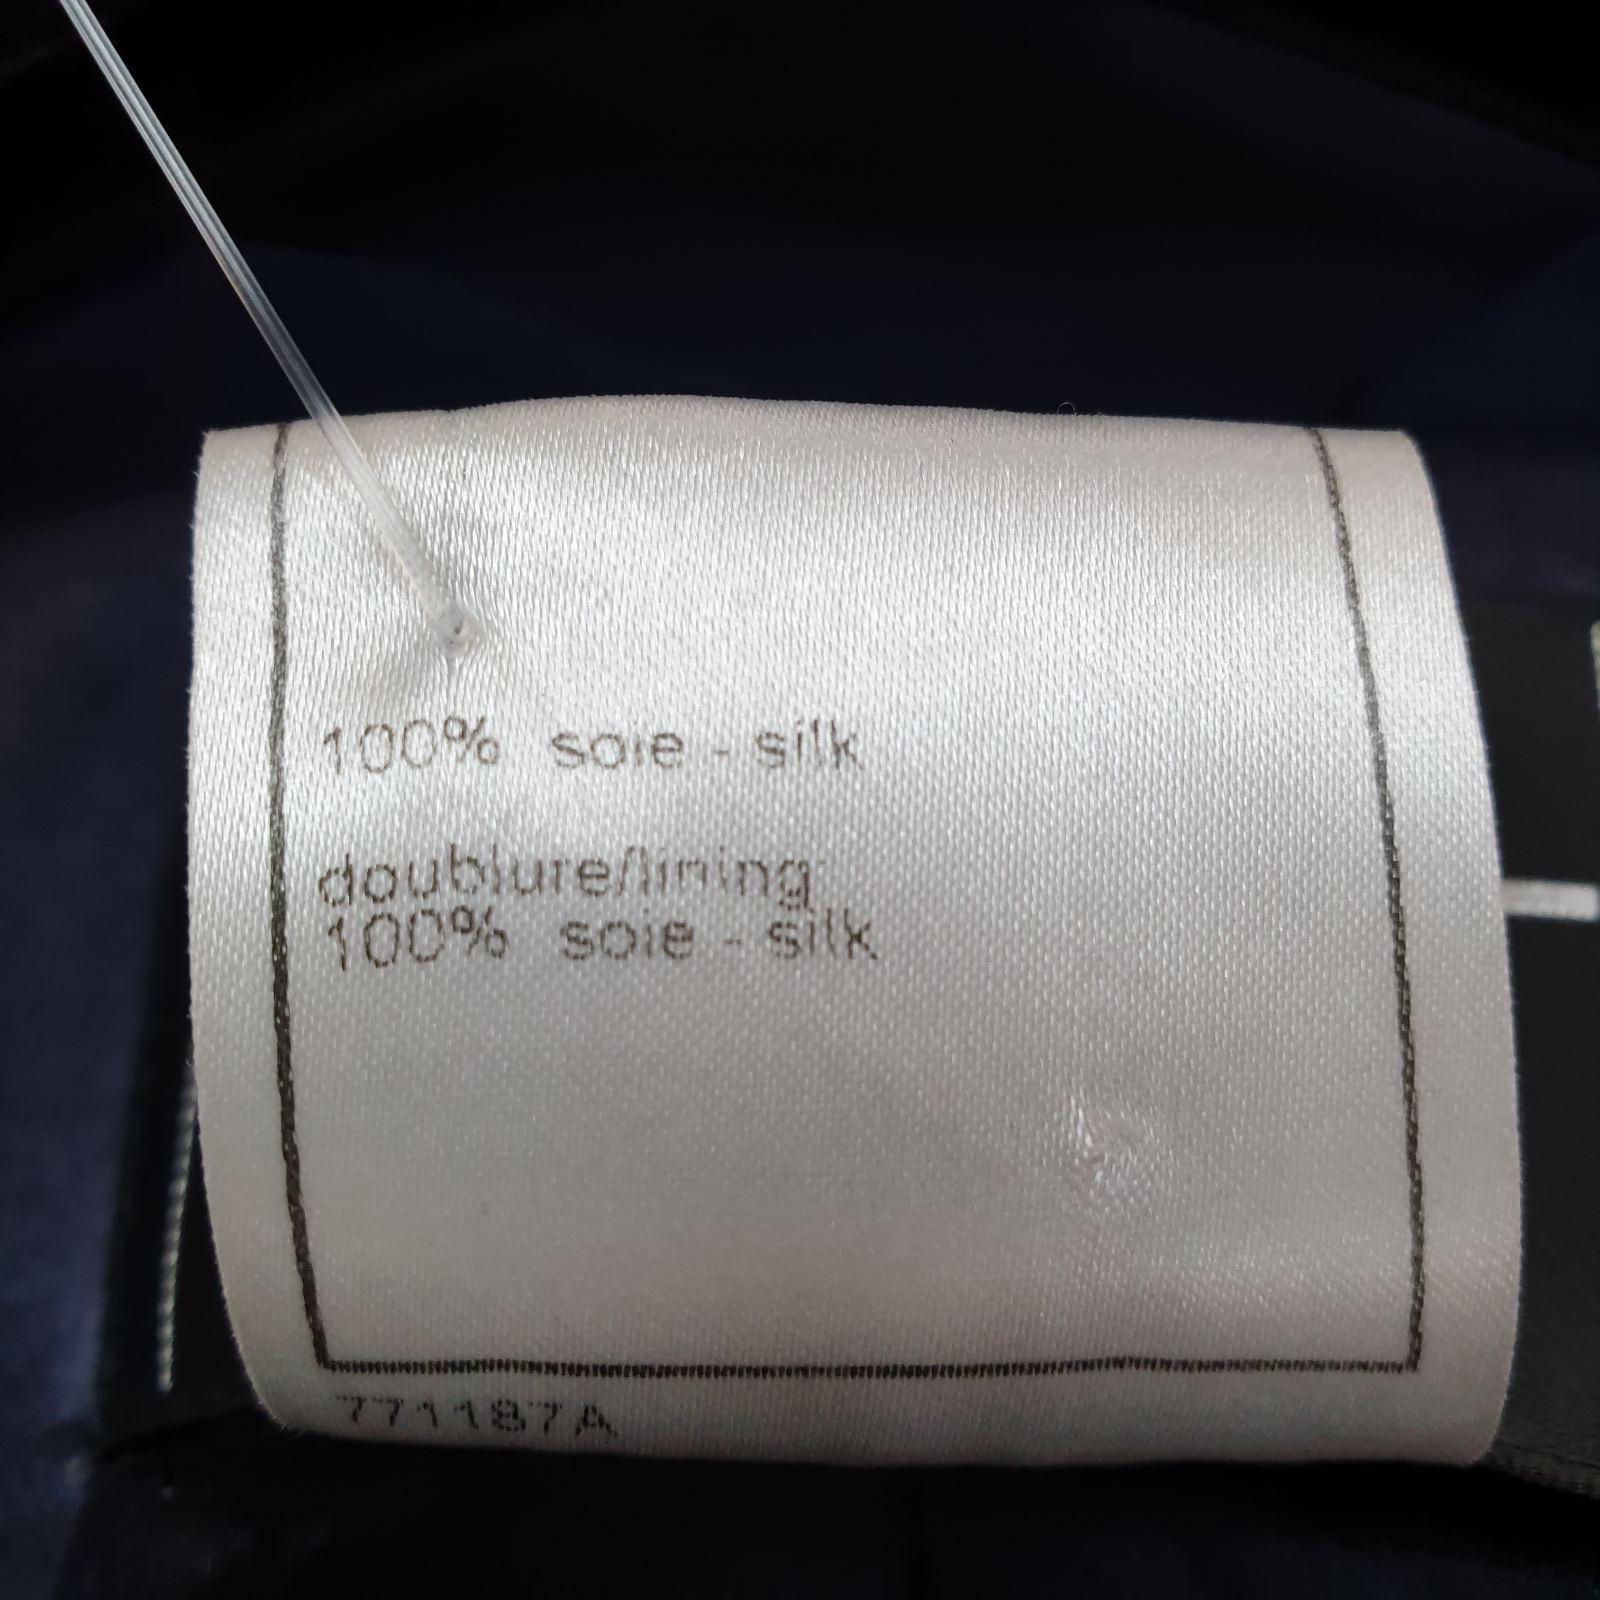 100% soie - silk
doublure/lining
100% soie - silk
771187A